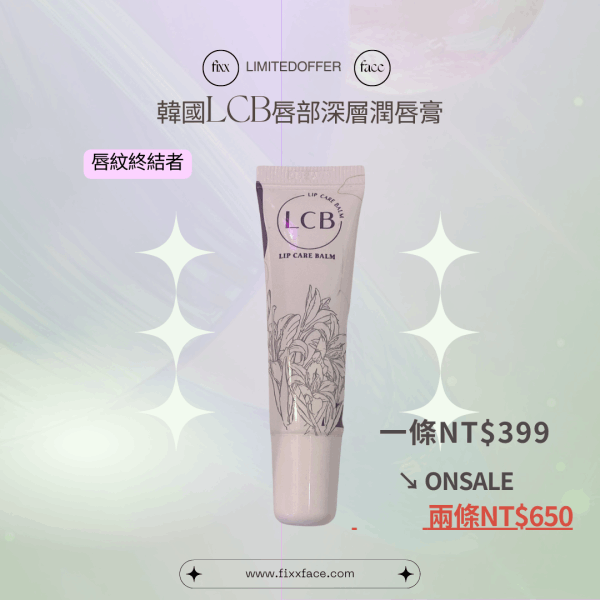 fixx LIMITEDOFFER face
韓國LCB唇部深層潤唇膏
唇紋終結者
LIP CARE BALM
LCB
LIP CARE BALM
一條NT$399
↘ ONSALE
兩條NT$650
www.fixxface.com